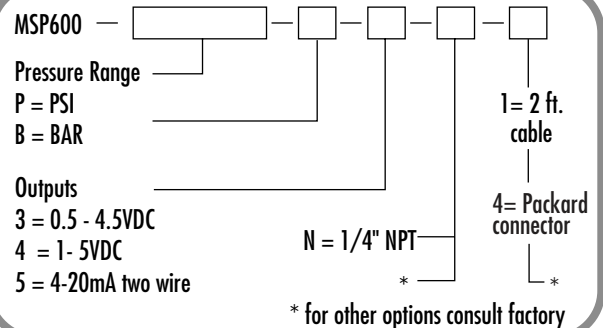 MSP600 — — — — —
Pressure Range
P = PSI
B = BAR
1= 2 ft.
cable
Outputs
3 = 0.5 - 4.5VDC
4 = 1- 5VDC
5 = 4-20mA two wire
N = 1/4" NPT
*
4= Packard
connector
*
* for other options consult factory